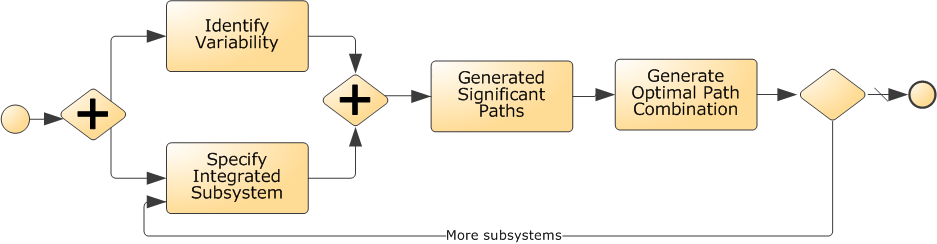 Identify
Variability
Specify
Integrated
Subsystem
Generated
Significant
Paths
Generate
Optimal Path
Combination
More subsystems